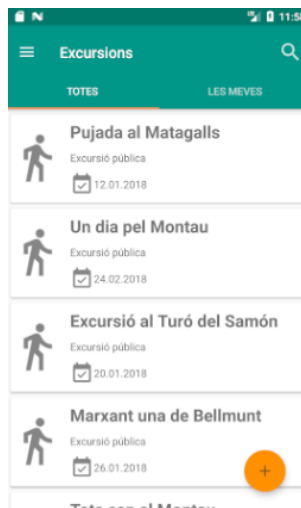 11:58
Excursions
TOTES
LES MEVES
Pujada al Matagalls
Excursió pública
12.01.2018
Un dia pel Montau
Excursió pública
24.02.2018
Excursió al Turó del Samón
Excursió pública
20.01.2018
Marxant una de Bellmunt
Excursió pública
26.01.2018